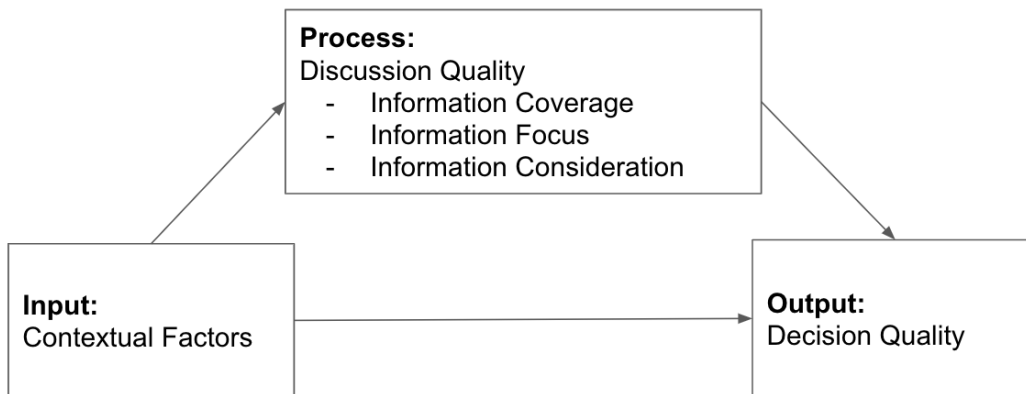 Process:
Discussion Quality
- Information Coverage
- Information Focus
- Information Consideration
Input:
Contextual Factors
Output:
Decision Quality